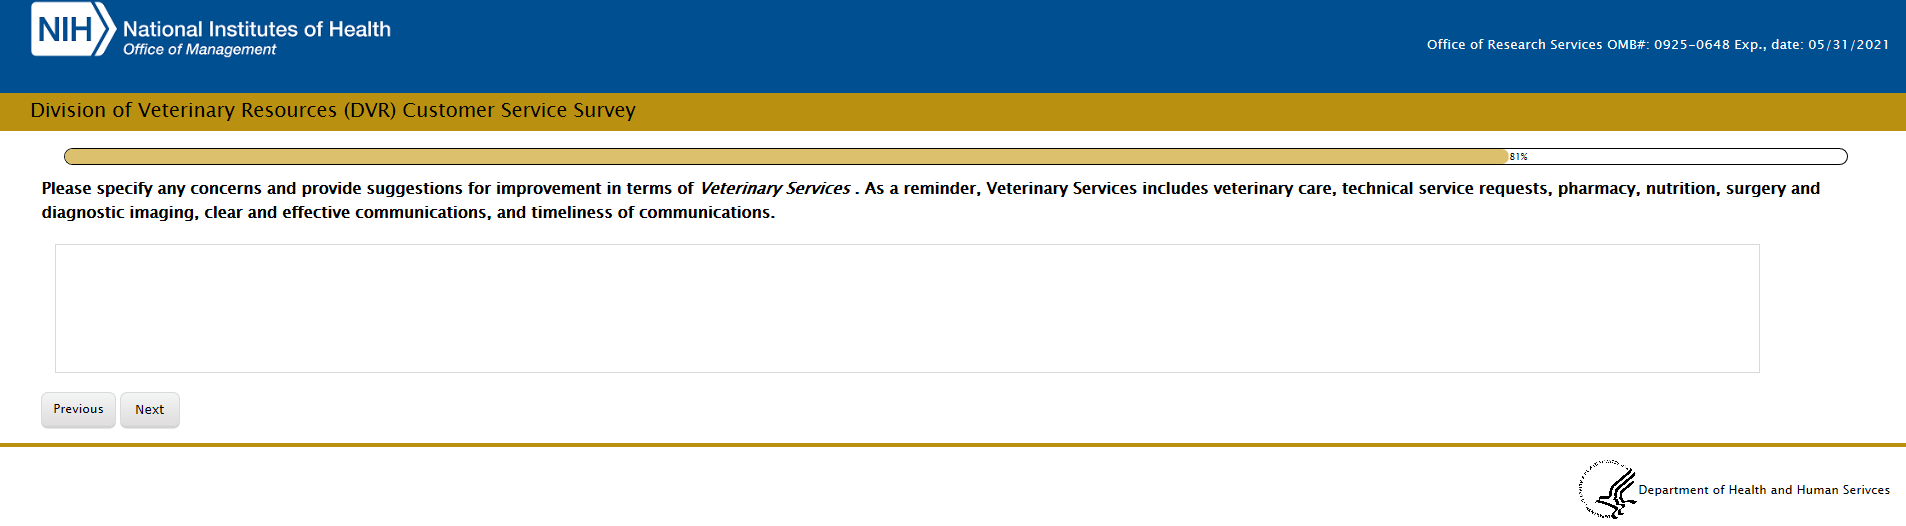 NIH National Institutes of Health
Office of Management
Office of Research Services OMB#: 0925-0648 Exp., date: 05/31/2021
Division of Veterinary Resources (DVR) Customer Service Survey
81%
Please specify any concerns and provide suggestions for improvement in terms of Veterinary Services . As a reminder, Veterinary Services includes veterinary care, technical service requests, pharmacy, nutrition, surgery and
diagnostic imaging, clear and effective communications, and timeliness of communications.
Previous Next
Department of Health and Human Serivces